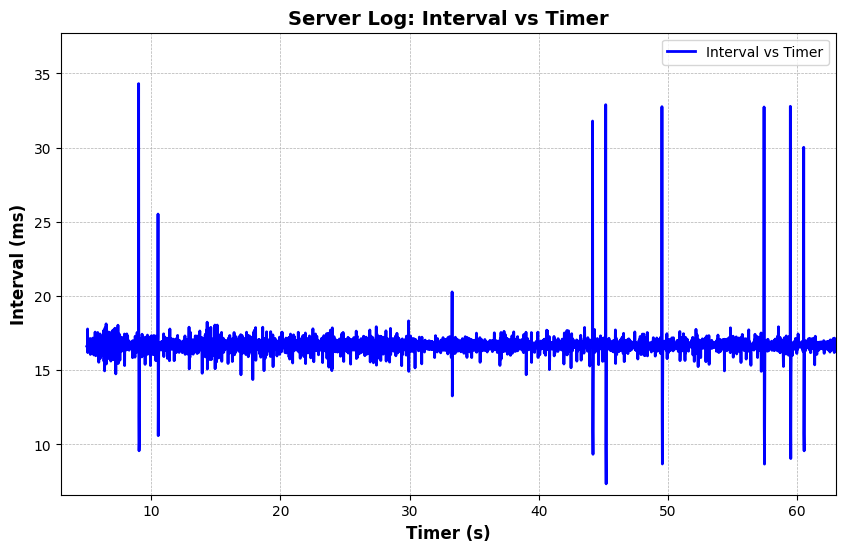 Server Log: Interval vs Timer
Interval vs Timer
Interval (ms)
35
30
25
20
15
10
10 20 30 40 50 60
Timer (s)